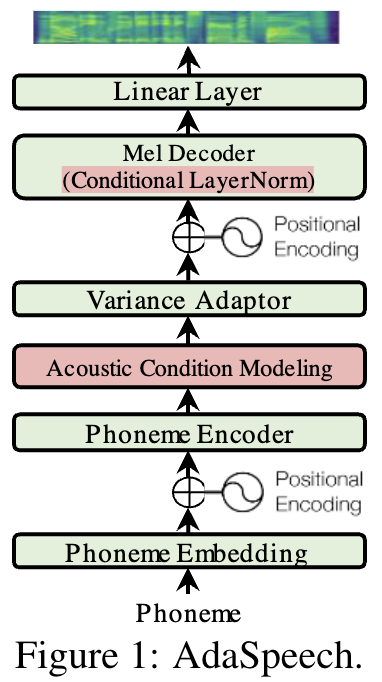 Linear Layer
Mel Decoder
(Conditional LayerNorm)
Positional
Encoding
Variance Adaptor
Acoustic Condition Modeling
Phoneme Encoder
Positional
Encoding
Phoneme Embedding
Phoneme
Figure 1: AdaSpeech.